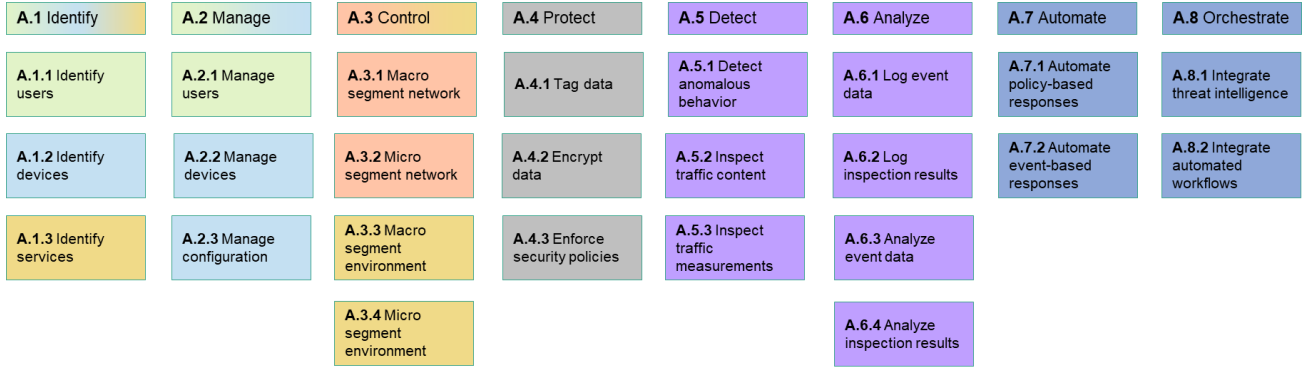 A.1 Identify
A.2 Manage
A.3 Control
A.4 Protect
A.5 Detect
A.6 Analyze
A.7 Automate
A.8 Orchestrate
A.1.1 Identify
users
A.2.1 Manage
users
A.3.1 Macro
segment network
A.4.1 Tag data
A.5.1 Detect
anomalous
behavior
A.6.1 Log event
data
A.7.1 Automate
policy-based
responses
A.8.1 Integrate
threat intelligence
A.1.2 Identify
devices
A.2.2 Manage
devices
A.3.2 Micro
segment network
A.4.2 Encrypt
data
A.5.2 Inspect
traffic content
A.6.2 Log
inspection results
A.7.2 Automate
event-based
responses
A.8.2 Integrate
automated
workflows
A.1.3 Identify
services
A.2.3 Manage
configuration
A.3.3 Macro
segment
environment
A.4.3 Enforce
security policies
A.5.3 Inspect
traffic
measurements
A.6.3 Analyze
event data
A.3.4 Micro
segment
environment
A.6.4 Analyze
inspection results